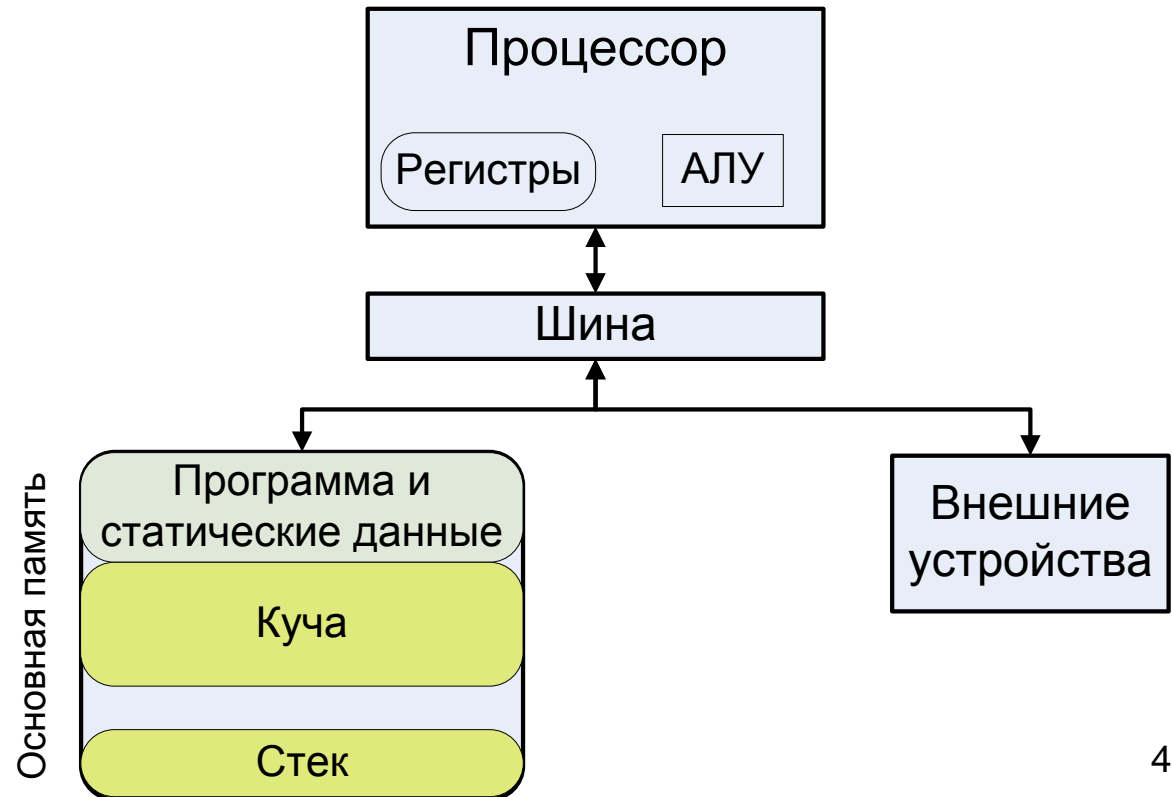 Процессор
Регистры
АЛУ
Шина
Основная память
Программа и
статические данные
Куча
Стек
Внешние
устройства
4